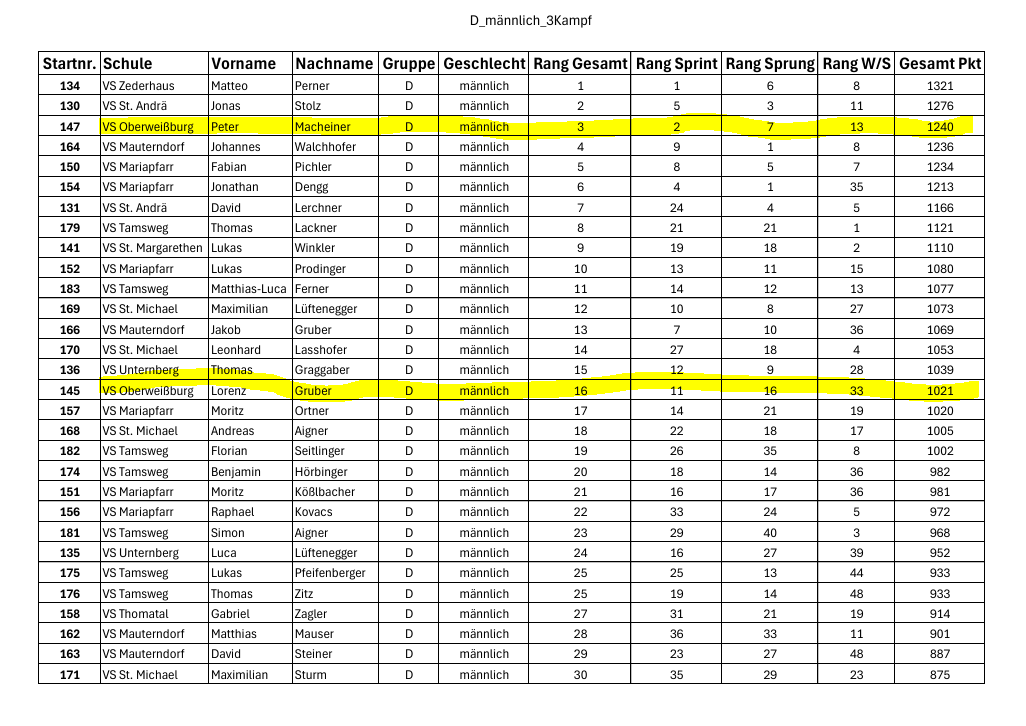 D_männlich_3Kampf
Startnr. Schule Vorname Nachname Gruppe Geschlecht Rang Gesamt Rang Sprint Rang Sprung Rang W/S Gesamt Pkt
134 VS Zederhaus Matteo Perner D männlich 1 1 6 8 1321
130 VS St. Andrä Jonas Stolz D männlich 2 5 3 11 1276
147 VS Oberweißburg Peter Macheiner D männlich 3 2 7 13 1240
164 VS Mauterndorf Johannes Walchhofer D männlich 4 9 1 8 1236
150 VS Mariapfarr Fabian Pichler D männlich 5 8 5 7 1234
154 VS Mariapfarr Jonathan Dengg D männlich 6 4 1 35 1213
131 VS St. Andrä David Lerchner D männlich 7 24 4 5 1166
179 VS Tamsweg Thomas Lackner D männlich 8 21 21 1 1121
141 VS St. Margarethen Lukas Winkler D männlich 9 19 18 2 1110
152 VS Mariapfarr Lukas Prodinger D männlich 10 13 11 15 1080
183 VS Tamsweg Matthias-Luca Ferner D männlich 11 14 12 13 1077
169 VS St. Michael Maximilian Lüftenegger D männlich 12 10 8 27 1073
166 VS Mauterndorf Jakob Gruber D männlich 13 7 10 36 1069
170 VS St. Michael Leonhard Lasshofer D männlich 14 27 18 4 1053
136 VS Unternberg Thomas Graggaber D männlich 15 12 9 28 1039
145 VS Oberweißburg Lorenz Gruber D männlich 16 11 16 33 1021
157 VS Mariapfarr Moritz Ortner D männlich 17 14 21 19 1020
168 VS St. Michael Andreas Aigner D männlich 18 22 18 17 1005
182 VS Tamsweg Florian Seitlinger D männlich 19 26 35 8 1002
174 VS Tamsweg Benjamin Hörbinger D männlich 20 18 14 36 982
151 VS Mariapfarr Moritz Kößlbacher D männlich 21 16 17 36 981
156 VS Mariapfarr Raphael Kovacs D männlich 22 33 24 5 972
181 VS Tamsweg Simon Aigner D männlich 23 29 40 3 968
135 VS Unternberg Luca Lüftenegger D männlich 24 16 27 39 952
175 VS Tamsweg Lukas Pfeifenberger D männlich 25 25 13 44 933
176 VS Tamsweg Thomas Zitz D männlich 25 19 14 48 933
158 VS Thomatal Gabriel Zagler D männlich 27 31 21 19 914
162 VS Mauterndorf Matthias Mauser D männlich 28 36 33 11 901
163 VS Mauterndorf David Steiner D männlich 29 23 27 48 887
171 VS St. Michael Maximilian Sturm D männlich 30 35 29 23 875